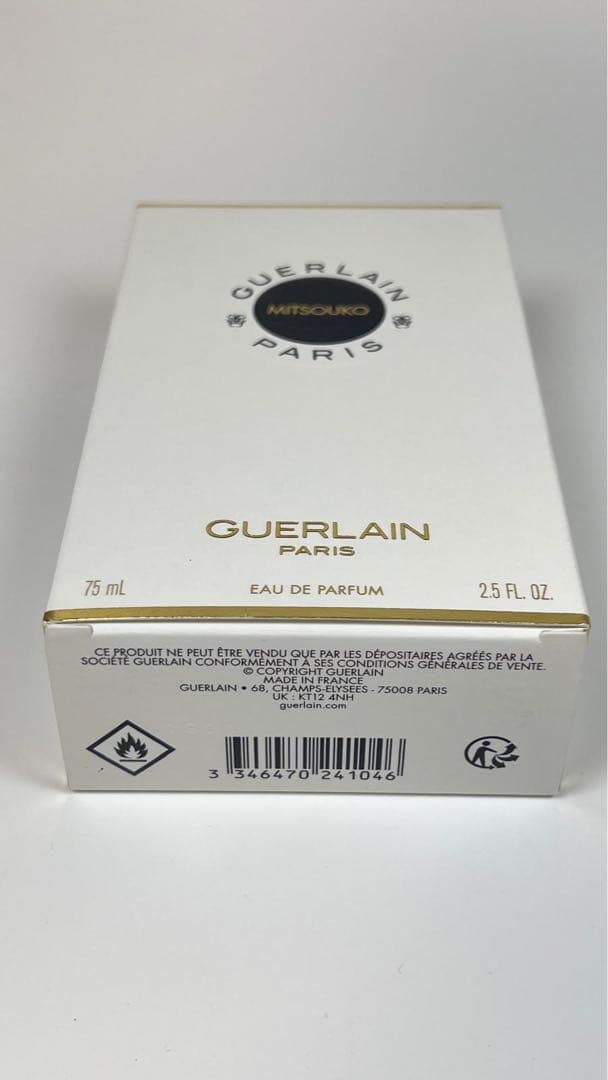 GUERLAIN
MITSOUKO
PARIS
GUERLAIN
PARIS
75 mL
EAU DE PARFUM
2.5 FL. OZ.
CE PRODUIT NE PEUT ÊTRE VENDU QUE PAR LES DÉPOSITAIRES AGRÉÉS PAR LA
SOCIÉTÉ GUERLAIN CONFORMÉMENT À SES CONDITIONS GÉNÉRALES DE VENTE.
© COPYRIGHT GUERLAIN
MADE IN FRANCE
GUERLAIN • 68, CHAMPS-ELYSEES - 75008 PARIS
UK : KT12 4NH
guerlain.com
3 346470 241046